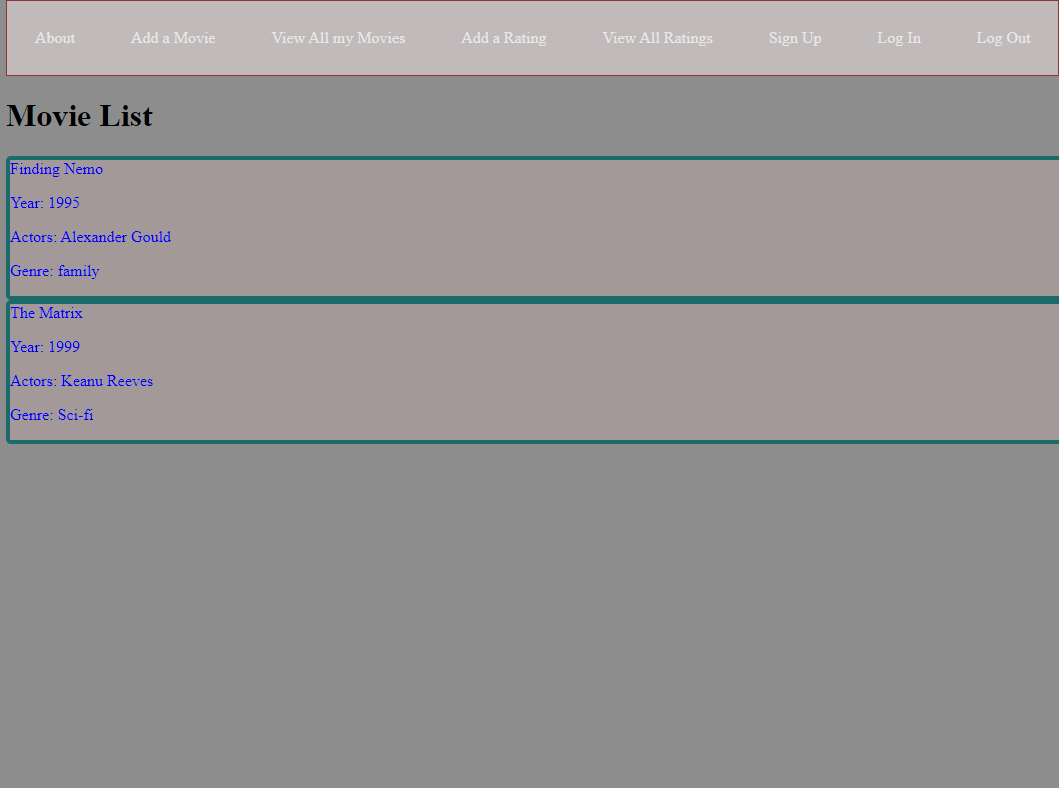 About Add a Movie View All my Movies Add a Rating View All Ratings Sign Up Log In Log Out
Movie List
Finding Nemo
Year: 1995
Actors: Alexander Gould
Genre: family
The Matrix
Year: 1999
Actors: Keanu Reeves
Genre: Sci-fi